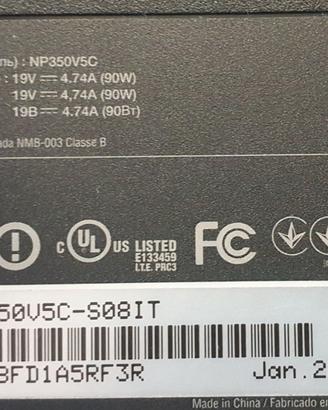 ль) : NP350V5C
: 19V ⎓ 4.74A (90W)
19V ⎓ 4,74A (90W)
19В ⎓ 4.74A (90Вт)
ada NMB-003 Classe B
C UL US LISTED
E133459
I.T.E. PRC3
FC
50V5C-S08IT
BFD1A5RF3R Jan.2
Made in China / Fabricado e